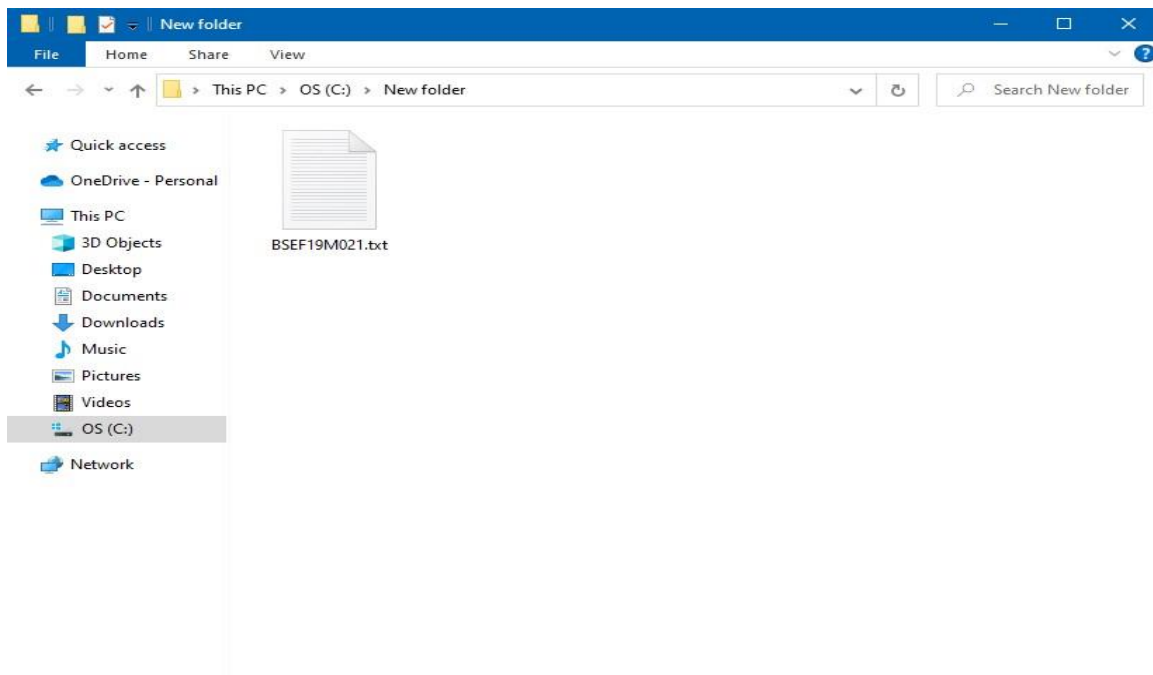 New folder
File Home Share View
This PC > OS (C:) > New folder
Search New folder
Quick access
OneDrive - Personal
This PC
3D Objects
Desktop
Documents
Downloads
Music
Pictures
Videos
OS (C:)
Network
BSEF19M021.txt